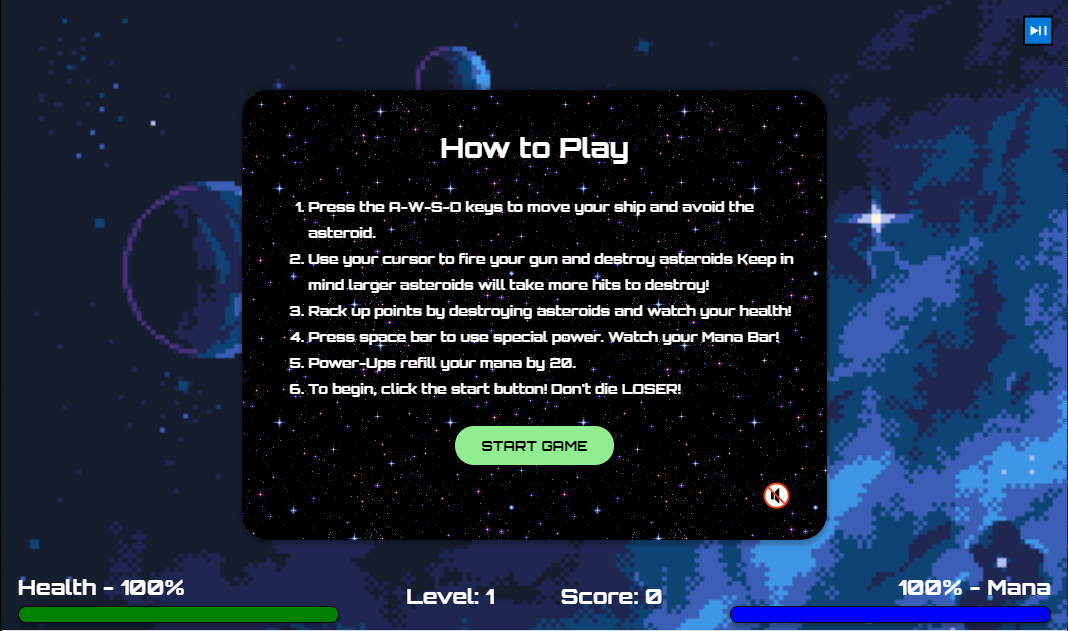 How to Play
1. Press the A-W-S-D keys to move your ship and avoid the
asteroid.
2. Use your cursor to fire your gun and destroy asteroids Keep in
mind larger asteroids will take more hits to destroy!
3. Rack up points by destroying asteroids and watch your health!
4. Press space bar to use special power. Watch your Mana Bar!
5. Power-Ups refill your mana by 20.
6. To begin, click the start button! Don't die LOSER!
START GAME
Health - 100%
Level: 1
Score: 0
100% - Mana